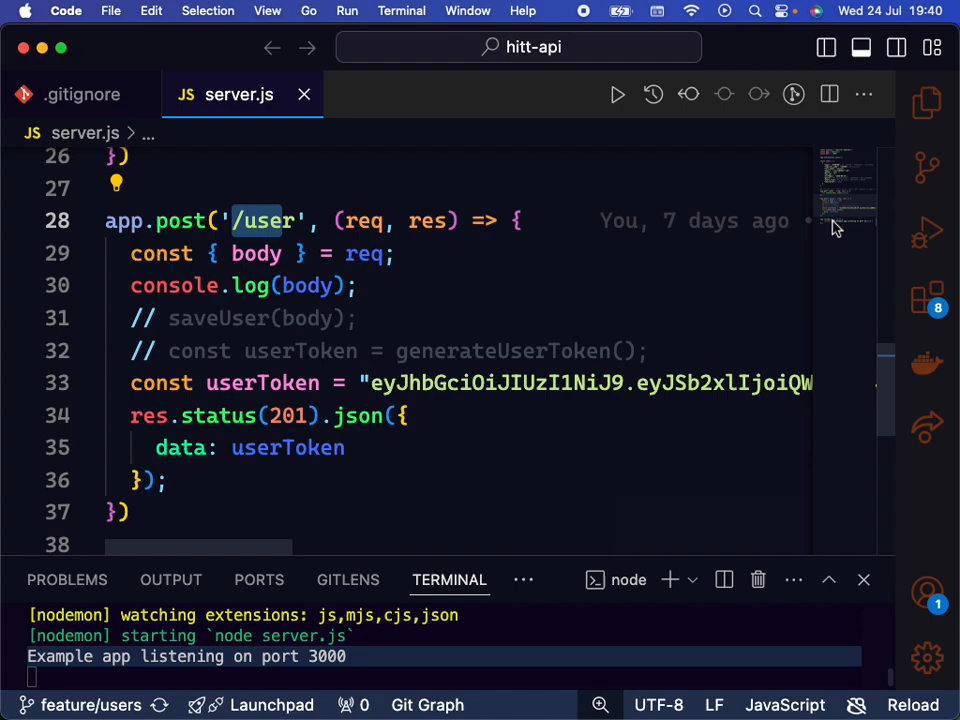 Code File Edit Selection View Go Run Terminal Window Help Wed 24 Jul 19:40
hitt-api
.gitignore JS server.js
JS server.js > ...
26 })
27
28 app.post('/user', (req, res) => { You, 7 days ago •
29 const { body } = req;
30 console.log(body);
31 // saveUser(body);
32 // const userToken = generateUserToken();
33 const userToken = "eyJhbGciOiJIUzI1NiJ9.eyJSb2xlIjoiQW
34 res.status(201).json({
35 data: userToken
36 });
37 })
38
8
PROBLEMS OUTPUT PORTS GITLENS TERMINAL ... node
[nodemon] watching extensions: js,mjs,cjs,json
[nodemon] starting `node server.js`
Example app listening on port 3000
1
feature/users Launchpad 0 Git Graph UTF-8 LF JavaScript Reload